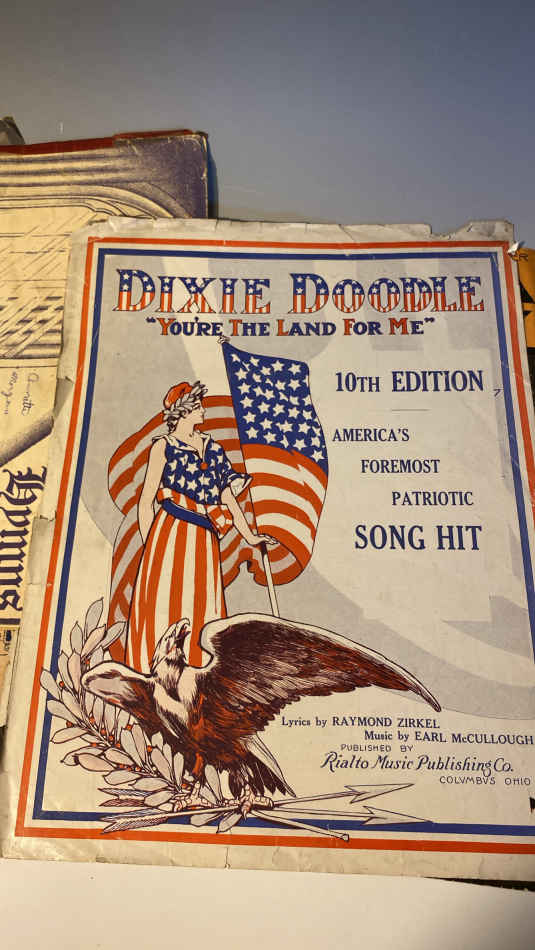 DIXIE DOODLE
"YOU'RE THE LAND FOR ME"
10TH EDITION
7
AMERICA'S
FOREMOST
PATRIOTIC
SONG HIT
Lyrics by RAYMOND ZIRKEL
Music by EARL McCULLOUGH
PUBLISHED BY
Rialto Music Publishing Co.
COLVMBVS OHIO